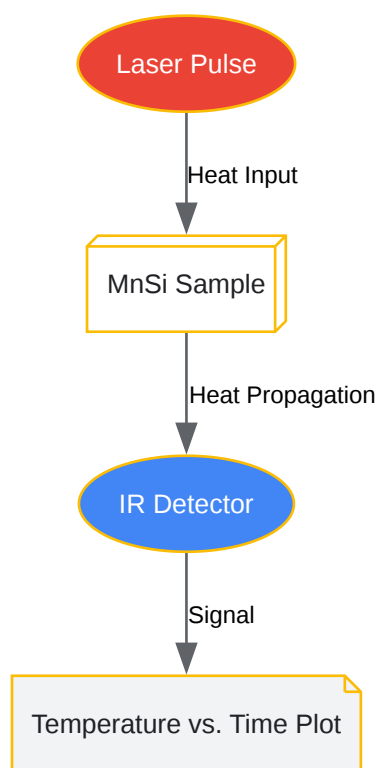 Laser Pulse
Heat Input
MnSi Sample
Heat Propagation
IR Detector
Signal
Temperature vs. Time Plot